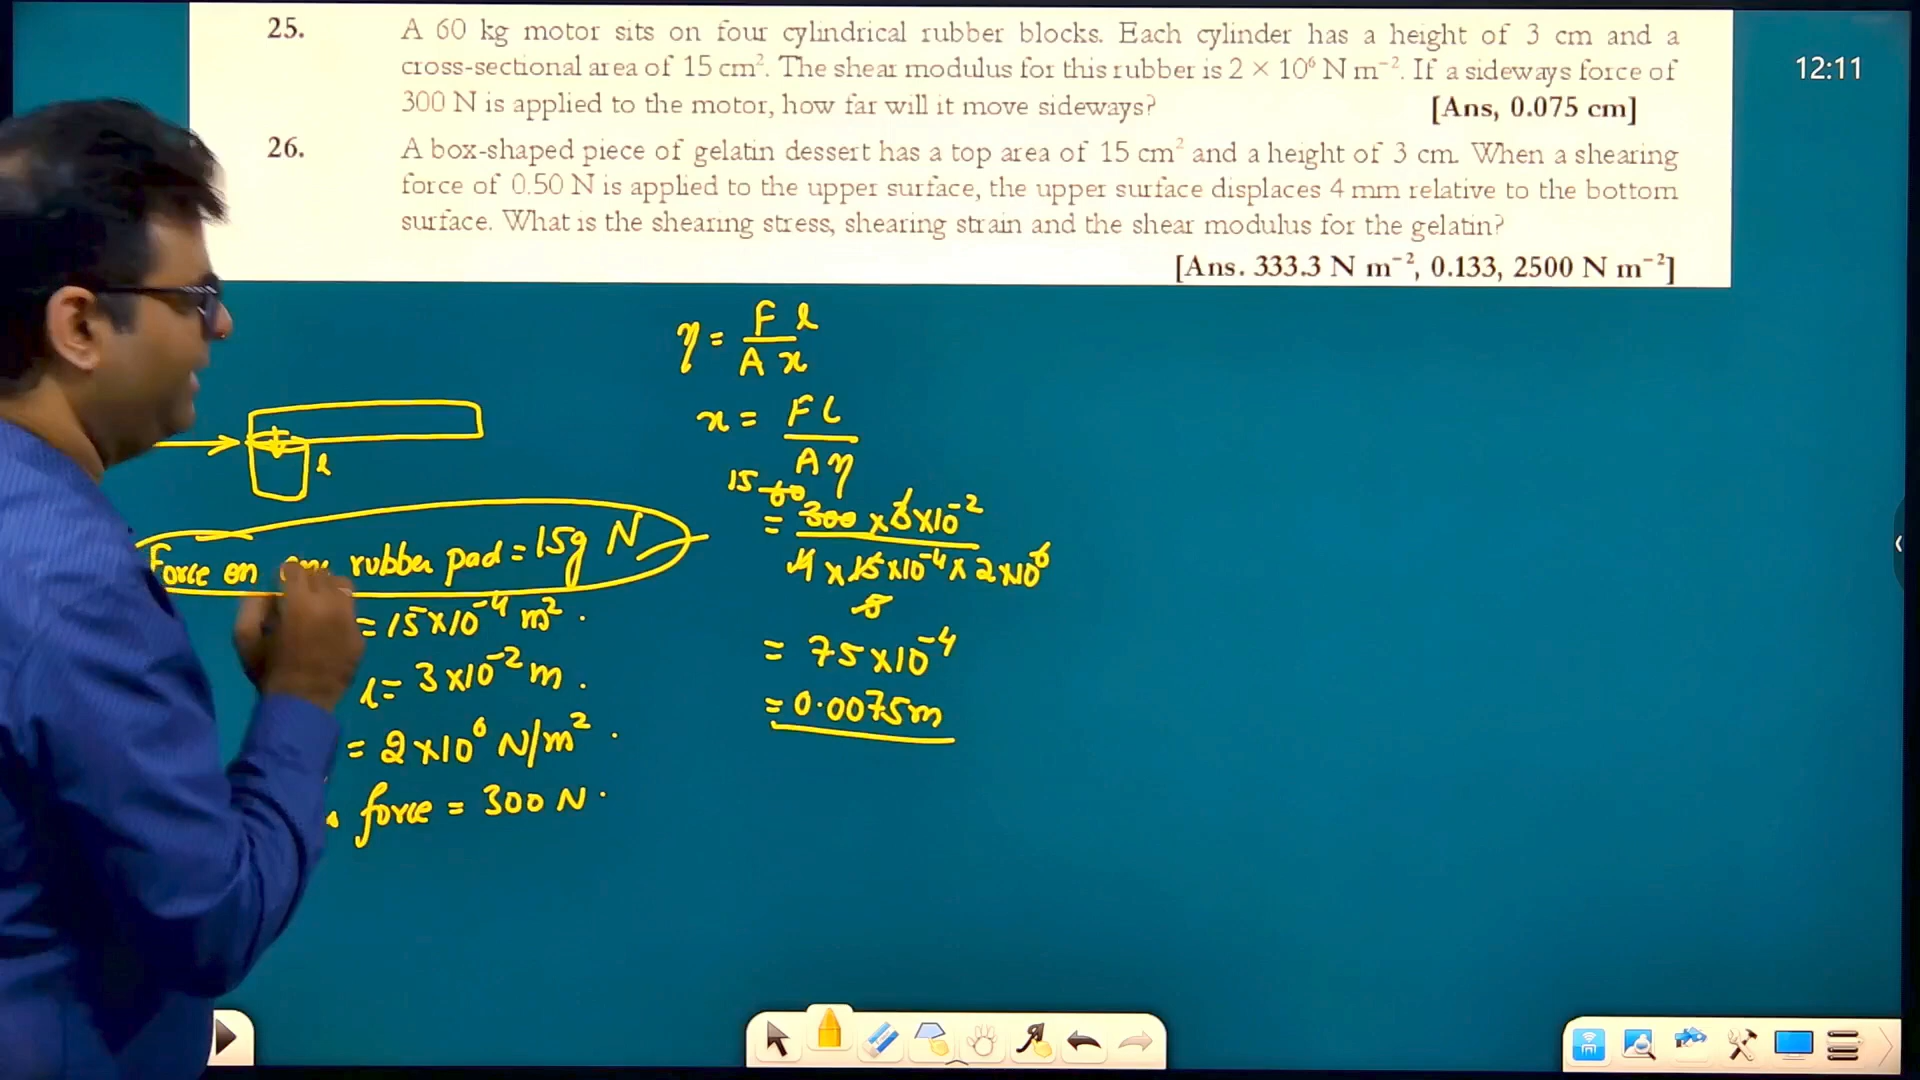 25. A 60 kg motor sits on four cylindrical rubber blocks. Each cylinder has a height of 3 cm and a
cross-sectional area of 15 cm². The shear modulus for this rubber is 2 × 10⁶ N m⁻². If a sideways force of
300 N is applied to the motor, how far will it move sideways? [Ans, 0.075 cm]
26. A box-shaped piece of gelatin dessert has a top area of 15 cm² and a height of 3 cm. When a shearing
force of 0.50 N is applied to the upper surface, the upper surface displaces 4 mm relative to the bottom
surface. What is the shearing stress, shearing strain and the shear modulus for the gelatin?
[Ans. 333.3 N m⁻², 0.133, 2500 N m⁻²]
12:11
l
Force on one rubber pad = 15g N
= 15×10⁻⁴ m².
l = 3×10⁻² m.
= 2×10⁶ N/m².
force = 300 N.
η = F l / A x
x = F L / A η
15 60
= 300 × 3×10⁻² / 4 × 15×10⁻⁴ × 2×10⁶
5
= 75×10⁻⁴
= 0.0075m